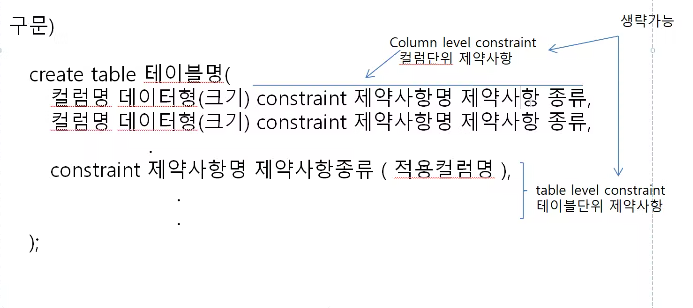 구문)
생략가능
Column level constraint
컬럼단위 제약사항
create table 테이블명(
컬럼명 데이터형(크기) constraint 제약사항명 제약사항 종류,
컬럼명 데이터형(크기) constraint 제약사항명 제약사항 종류,
.
constraint 제약사항명 제약사항종류 ( 적용컬럼명 ),
.
.
table level constraint
테이블단위 제약사항
);